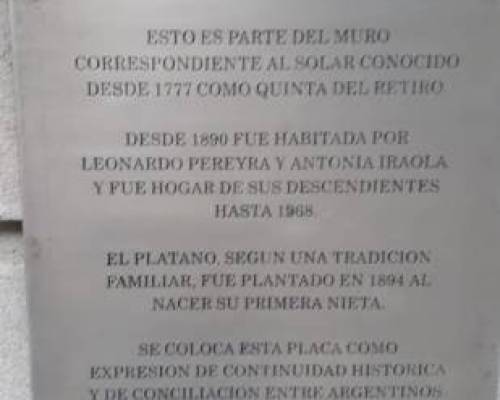 ESTO ES PARTE DEL MURO
CORRESPONDIENTE AL SOLAR CONOCIDO
DESDE 1777 COMO QUINTA DEL RETIRO.
DESDE 1890 FUE HABITADA POR
LEONARDO PEREYRA Y ANTONIA IRAOLA
Y FUE HOGAR DE SUS DESCENDIENTES
HASTA 1968.
EL PLATANO, SEGUN UNA TRADICION
FAMILIAR, FUE PLANTADO EN 1894 AL
NACER SU PRIMERA NIETA.
SE COLOCA ESTA PLACA COMO
EXPRESION DE CONTINUIDAD HISTORICA
Y DE CONCILIACION ENTRE ARGENTINOS